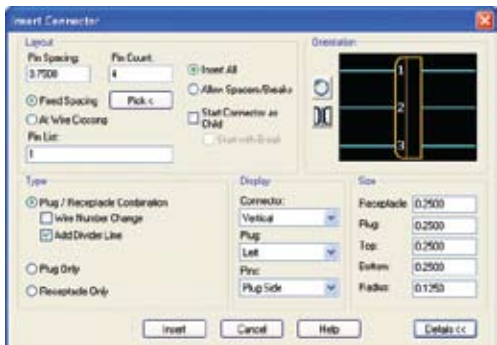 Insert Connector
Layout
Pin Spacing:
0.7500
Pin Count:
4
Fixed Spacing
Pick <
At Wire Crossing
Pin List:
1
Insert All
Allow Spacers/Breaks
Start Connector as
Child
Start with Break
Orientation
1
2
3
Type
Plug / Receptacle Combination
Wire Number Change
Add Divider Line
Plug Only
Receptacle Only
Display
Connector:
Vertical
Plug:
Left
Pins:
Plug Side
Size
Receptacle
0.2500
Plug:
0.2500
Top:
0.2500
Bottom:
0.2500
Radius:
0.1250
Insert
Cancel
Help
Details <<